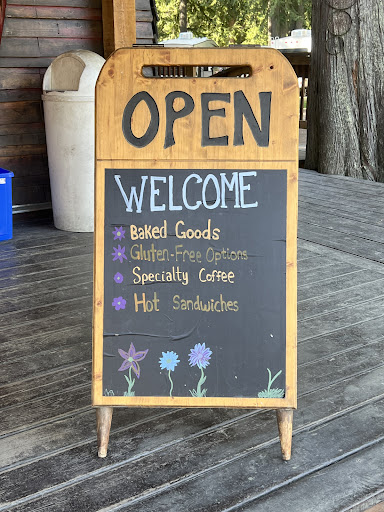 OPEN
WELCOME
Baked Goods
Gluten-Free Options
Specialty Coffee
Hot Sandwiches